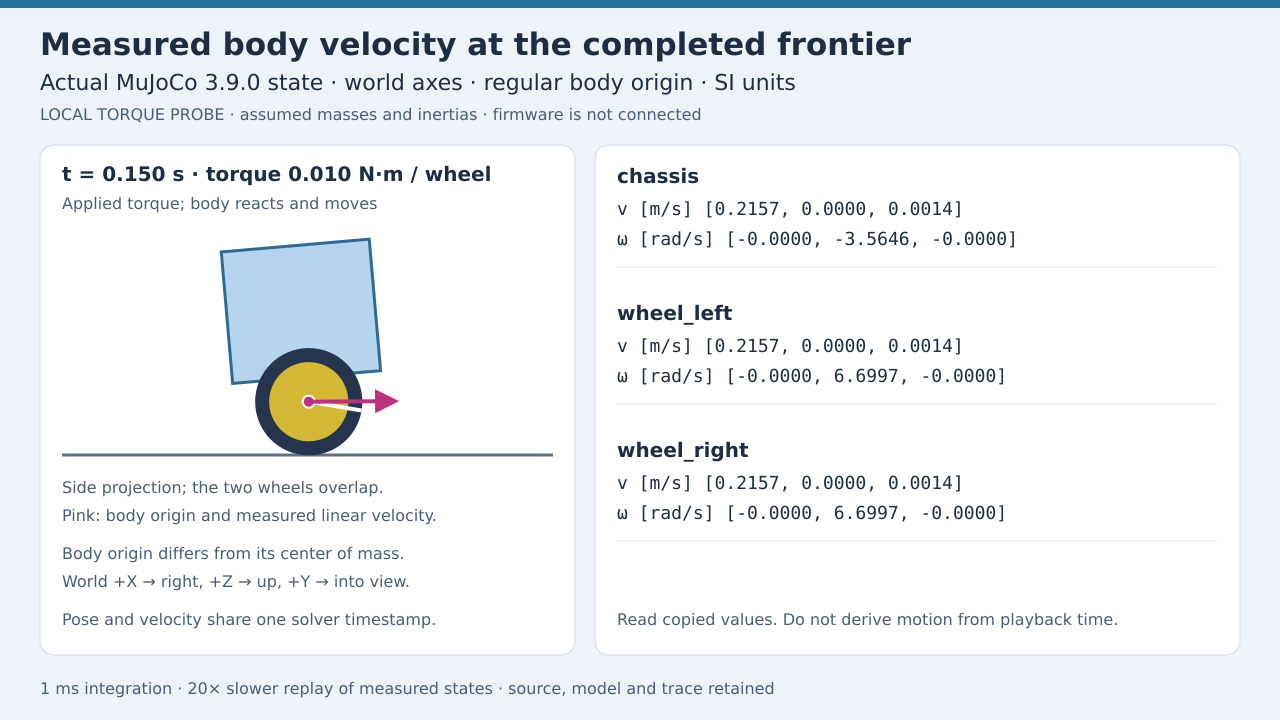 Measured body velocity at the completed frontier
Actual MuJoCo 3.9.0 state · world axes · regular body origin · SI units
LOCAL TORQUE PROBE · assumed masses and inertias · firmware is not connected
t = 0.150 s · torque 0.010 N·m / wheel
Applied torque; body reacts and moves
Side projection; the two wheels overlap.
Pink: body origin and measured linear velocity.
Body origin differs from its center of mass.
World +X → right, +Z → up, +Y → into view.
Pose and velocity share one solver timestamp.
chassis
v [m/s] [0.2157, 0.0000, 0.0014]
ω [rad/s] [-0.0000, -3.5646, -0.0000]
wheel_left
v [m/s] [0.2157, 0.0000, 0.0014]
ω [rad/s] [-0.0000, 6.6997, -0.0000]
wheel_right
v [m/s] [0.2157, 0.0000, 0.0014]
ω [rad/s] [-0.0000, 6.6997, -0.0000]
Read copied values. Do not derive motion from playback time.
1 ms integration · 20× slower replay of measured states · source, model and trace retained